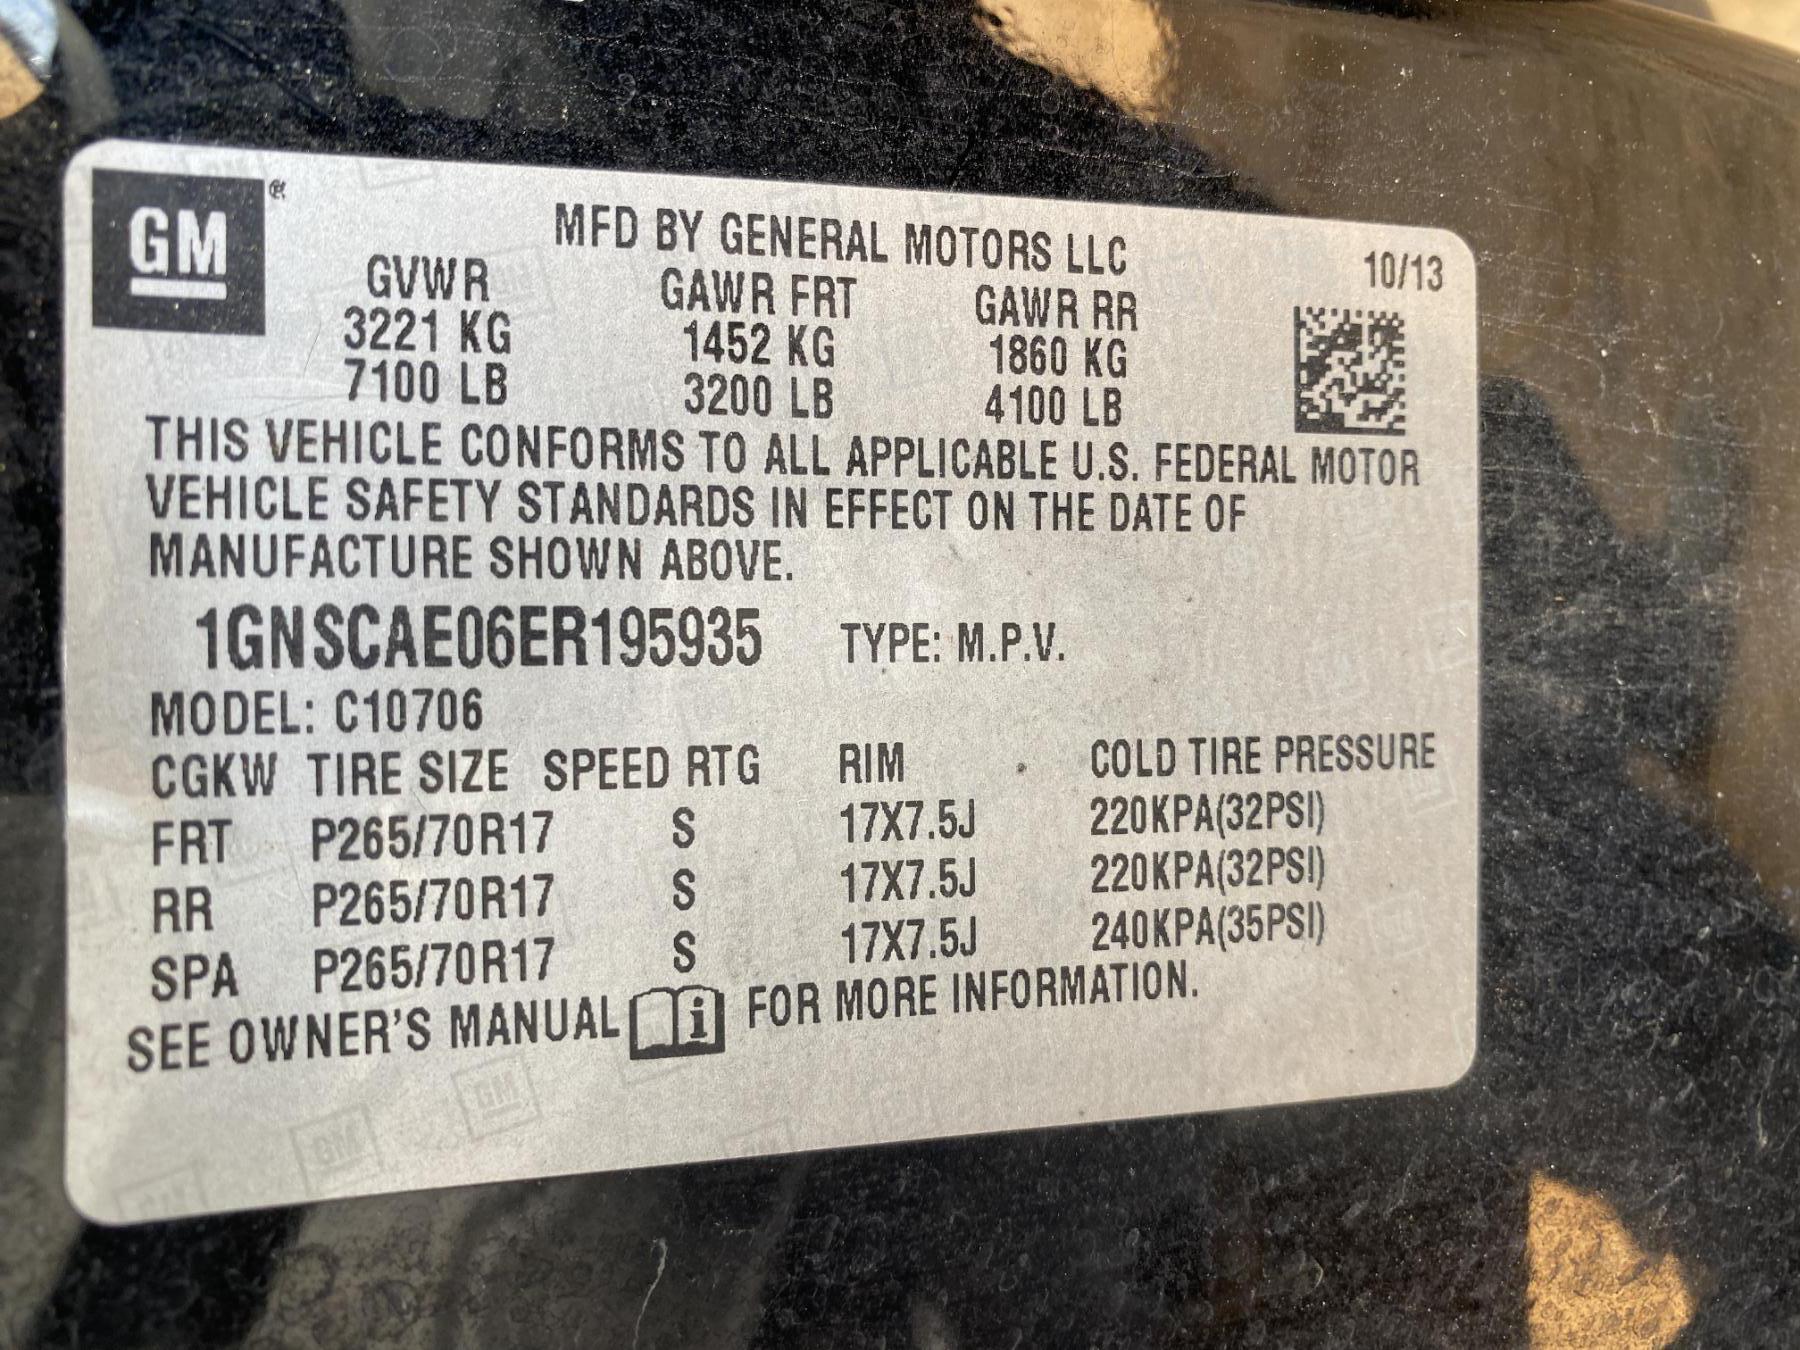 GM®
MFD BY GENERAL MOTORS LLC
10/13
GVWR GAWR FRT GAWR RR
3221 KG 1452 KG 1860 KG
7100 LB 3200 LB 4100 LB
THIS VEHICLE CONFORMS TO ALL APPLICABLE U.S. FEDERAL MOTOR
VEHICLE SAFETY STANDARDS IN EFFECT ON THE DATE OF
MANUFACTURE SHOWN ABOVE.
1GNSCAE06ER195935 TYPE: M.P.V.
MODEL: C10706
CGKW TIRE SIZE SPEED RTG RIM COLD TIRE PRESSURE
FRT P265/70R17 S 17X7.5J 220KPA(32PSI)
RR P265/70R17 S 17X7.5J 220KPA(32PSI)
SPA P265/70R17 S 17X7.5J 240KPA(35PSI)
SEE OWNER'S MANUAL i FOR MORE INFORMATION.
GM
GM